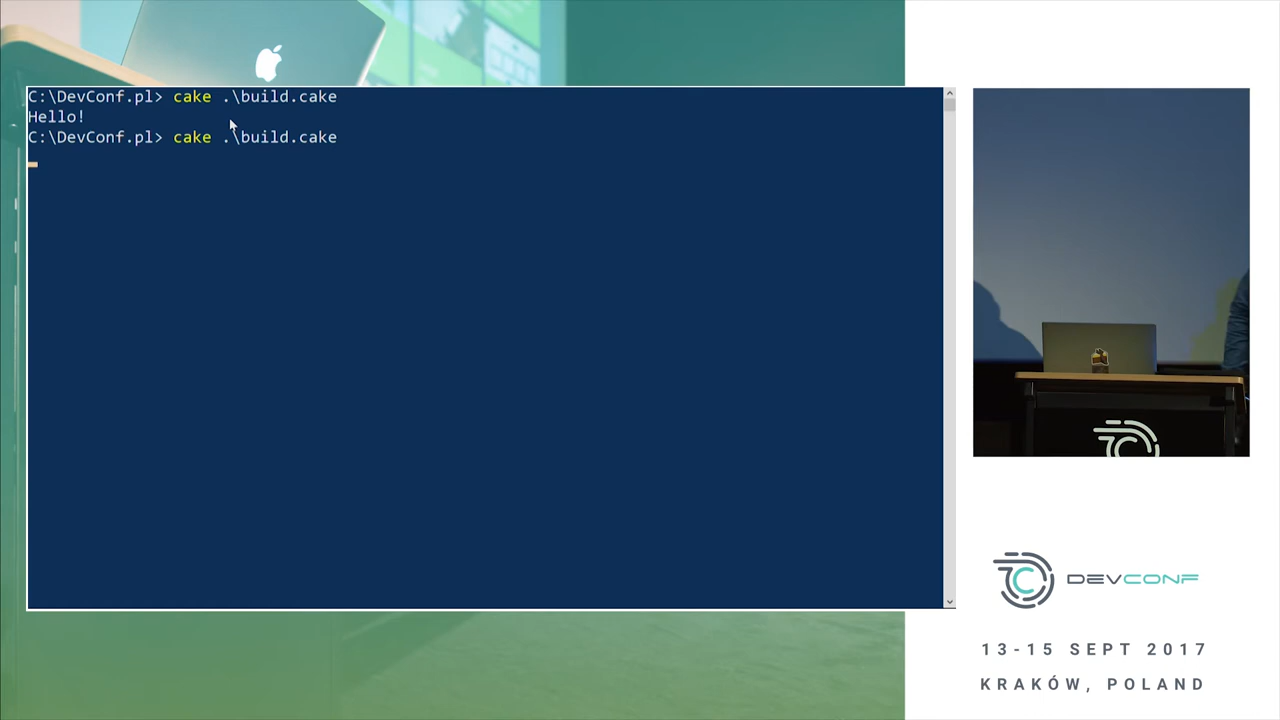 C:\DevConf.pl> cake .\build.cake
Hello!
C:\DevConf.pl> cake .\build.cake
DEVCONF
13-15 SEPT 2017
KRAKÓW, POLAND